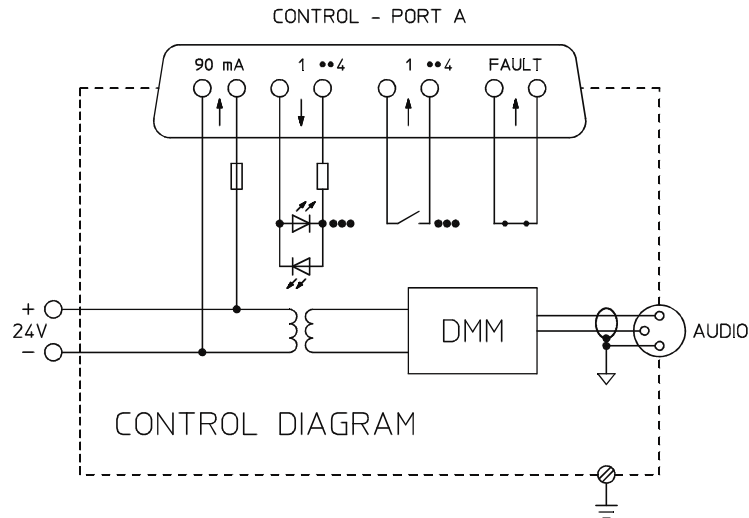 CONTROL - PORT A
90 mA 1 ••4 1 ••4 FAULT
+
24V
−
DMM
AUDIO
CONTROL DIAGRAM